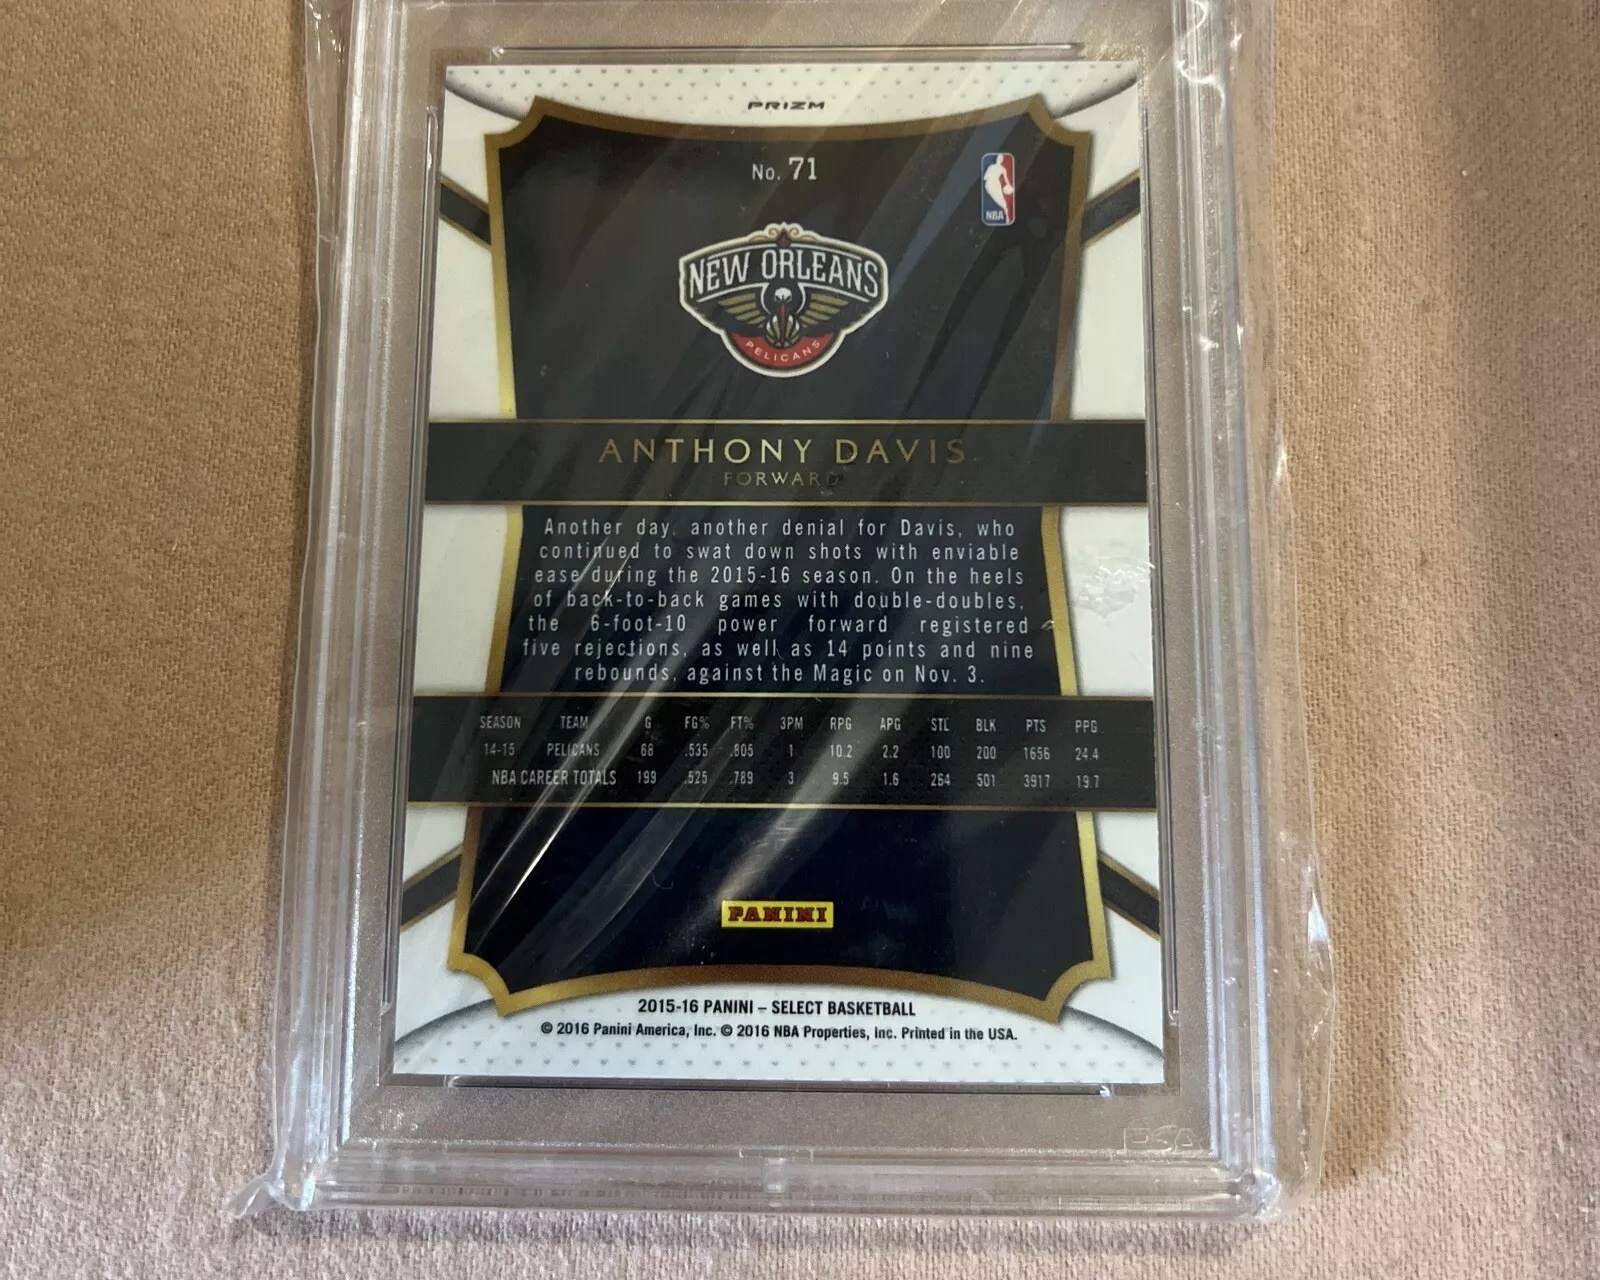 PRIZM
No. 71
NBA
NEW ORLEANS
PELICANS
ANTHONY DAVIS
FORWARD
Another day, another denial for Davis, who
continued to swat down shots with enviable
ease during the 2015-16 season. On the heels
of back-to-back games with double-doubles,
the 6-foot-10 power forward registered
five rejections, as well as 14 points and nine
rebounds, against the Magic on Nov. 3.
SEASON TEAM G FG% FT% 3PM RPG APG STL BLK PTS PPG
14-15 PELICANS 68 .535 .805 1 10.2 2.2 100 200 1656 24.4
NBA CAREER TOTALS 199 .525 .789 3 9.5 1.6 264 501 3917 19.7
PANINI
2015-16 PANINI – SELECT BASKETBALL
© 2016 Panini America, Inc. © 2016 NBA Properties, Inc. Printed in the USA.
PSA